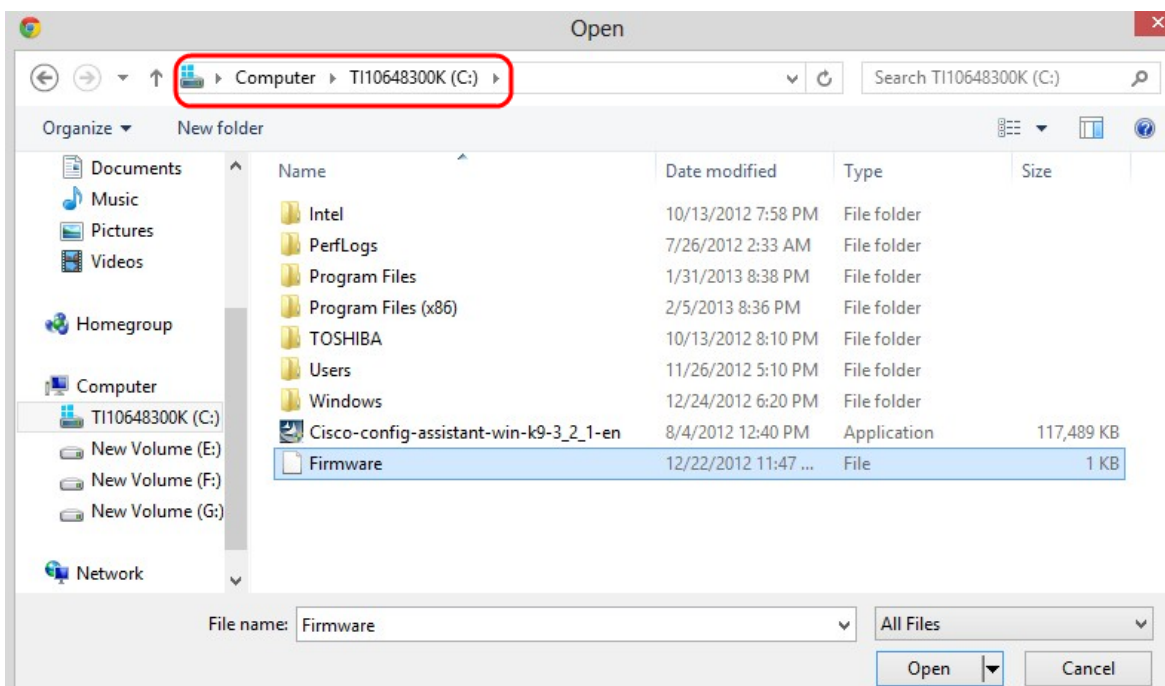 Open
Computer TI10648300K (C:)
Search TI10648300K (C:)
Organize New folder
Documents
Music
Pictures
Videos
Homegroup
Computer
TI10648300K (C:)
New Volume (E:)
New Volume (F:)
New Volume (G:)
Network
Name Date modified Type Size
Intel 10/13/2012 7:58 PM File folder
PerfLogs 7/26/2012 2:33 AM File folder
Program Files 1/31/2013 8:38 PM File folder
Program Files (x86) 2/5/2013 8:36 PM File folder
TOSHIBA 10/13/2012 8:10 PM File folder
Users 11/26/2012 5:10 PM File folder
Windows 12/24/2012 6:20 PM File folder
Cisco-config-assistant-win-k9-3_2_1-en 8/4/2012 12:40 PM Application 117,489 KB
Firmware 12/22/2012 11:47 ... File 1 KB
File name: Firmware All Files
Open Cancel